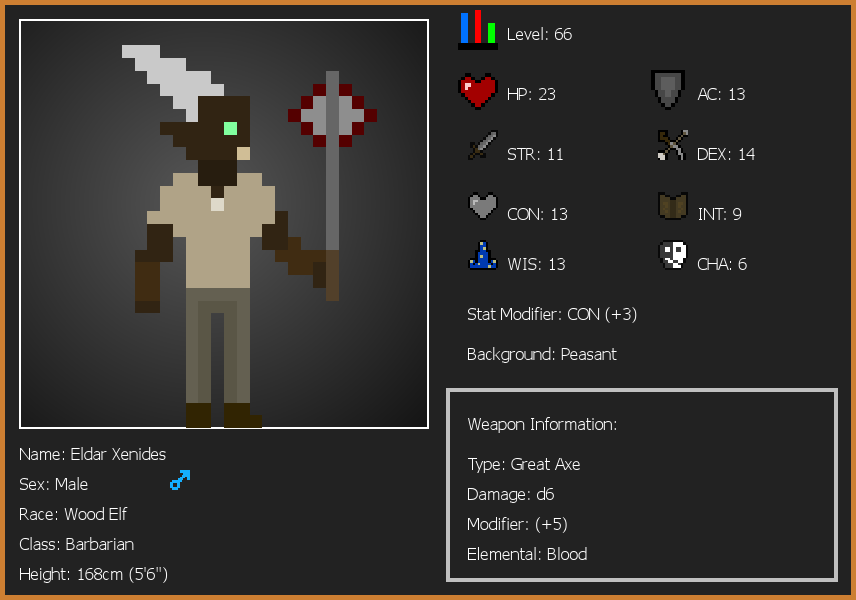 Level: 66
HP: 23
AC: 13
STR: 11
DEX: 14
CON: 13
INT: 9
WIS: 13
CHA: 6
Stat Modifier: CON (+3)
Background: Peasant
Weapon Information:
Type: Great Axe
Damage: d6
Modifier: (+5)
Elemental: Blood
Name: Eldar Xenides
Sex: Male
Race: Wood Elf
Class: Barbarian
Height: 168cm (5'6")